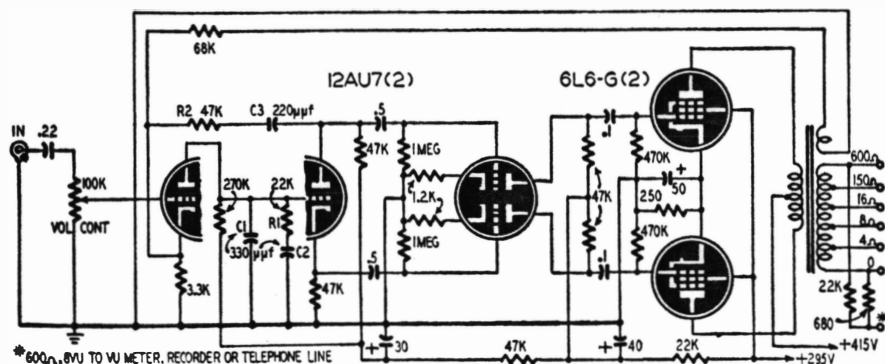 68K
12AU7(2)
6L6-G(2)
R2 47K
C3 220μμf
.5
.1
IN
.22
47K
1MEG
470K
+
50
600Ω
150Ω
16Ω
8Ω
4Ω
0
100K
VOL CONT
270K
22K
1.2K
47K
250
C1
R1
330μμf
C2
1MEG
470K
3.3K
47K
.5
.1
22K
680
*
+ 30
47K
+ 40
22K
+415V
+295V
*600Ω, 8VU TO VU METER, RECORDER OR TELEPHONE LINE